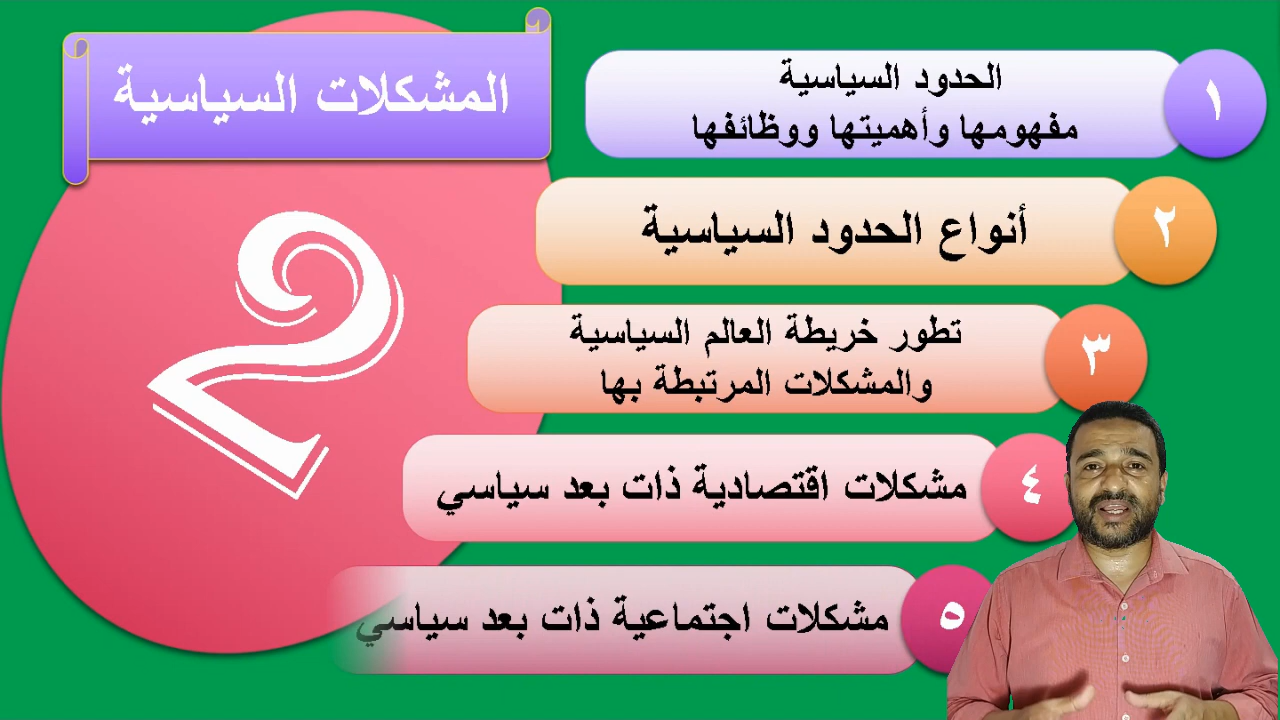 المشكلات السياسية
2
١
الحدود السياسية
مفهومها وأهميتها ووظائفها
٢
أنواع الحدود السياسية
٣
تطور خريطة العالم السياسية
والمشكلات المرتبطة بها
٤
مشكلات اقتصادية ذات بعد سياسي
٥
مشكلات اجتماعية ذات بعد سياسي